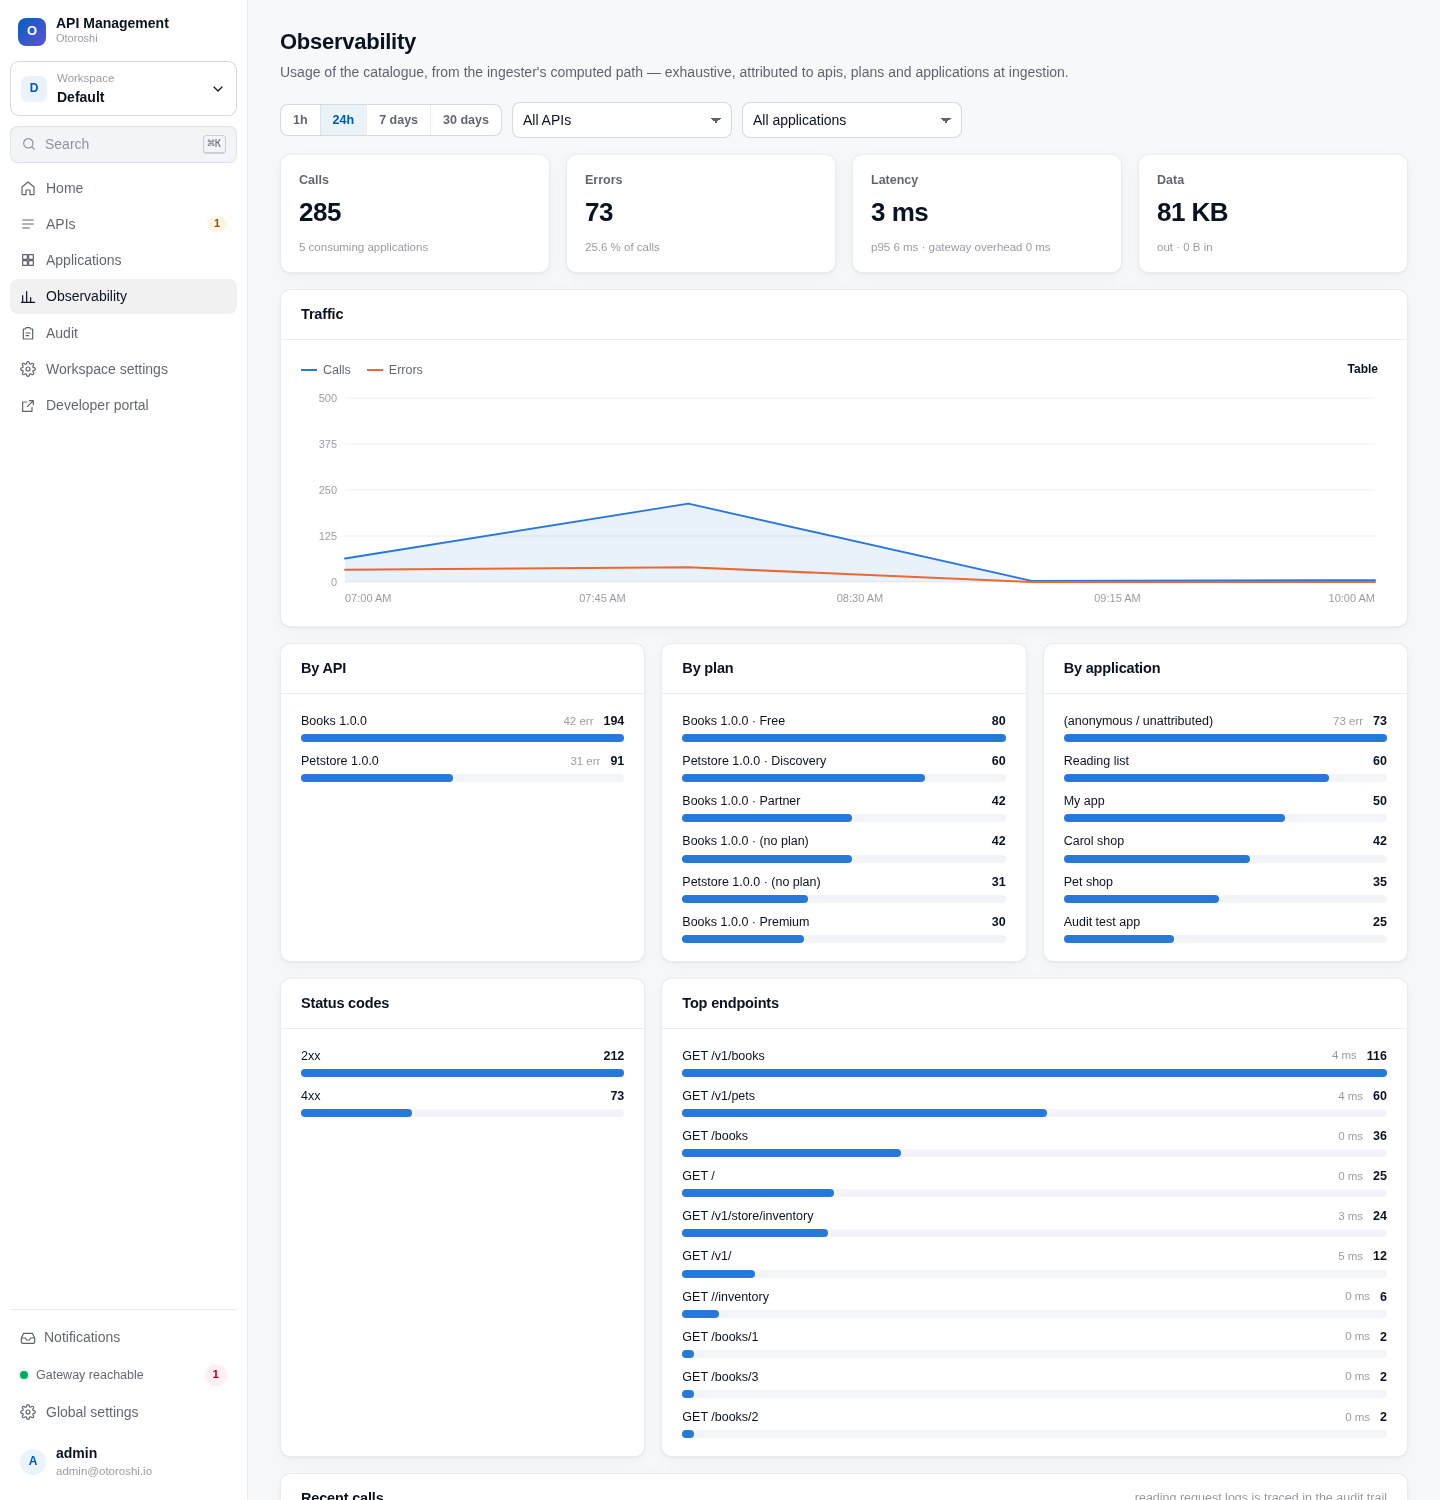 O
API Management
Otoroshi
D
Workspace
Default
Search
⌘K
Home
APIs
1
Applications
Observability
Audit
Workspace settings
Developer portal
Notifications
Gateway reachable
1
Global settings
A
admin
admin@otoroshi.io
Observability
Usage of the catalogue, from the ingester's computed path — exhaustive, attributed to apis, plans and applications at ingestion.
1h 24h 7 days 30 days All APIs All applications
Calls
285
5 consuming applications
Errors
73
25.6 % of calls
Latency
3 ms
p95 6 ms · gateway overhead 0 ms
Data
81 KB
out · 0 B in
Traffic
Calls Errors Table
500
375
250
125
0
07:00 AM 07:45 AM 08:30 AM 09:15 AM 10:00 AM
By API
Books 1.0.0 42 err 194
Petstore 1.0.0 31 err 91
By plan
Books 1.0.0 · Free 80
Petstore 1.0.0 · Discovery 60
Books 1.0.0 · Partner 42
Books 1.0.0 · (no plan) 42
Petstore 1.0.0 · (no plan) 31
Books 1.0.0 · Premium 30
By application
(anonymous / unattributed) 73 err 73
Reading list 60
My app 50
Carol shop 42
Pet shop 35
Audit test app 25
Status codes
2xx 212
4xx 73
Top endpoints
GET /v1/books 4 ms 116
GET /v1/pets 4 ms 60
GET /books 0 ms 36
GET / 0 ms 25
GET /v1/store/inventory 3 ms 24
GET /v1/ 5 ms 12
GET //inventory 0 ms 6
GET /books/1 0 ms 2
GET /books/3 0 ms 2
GET /books/2 0 ms 2
Recent calls reading request logs is traced in the audit trail